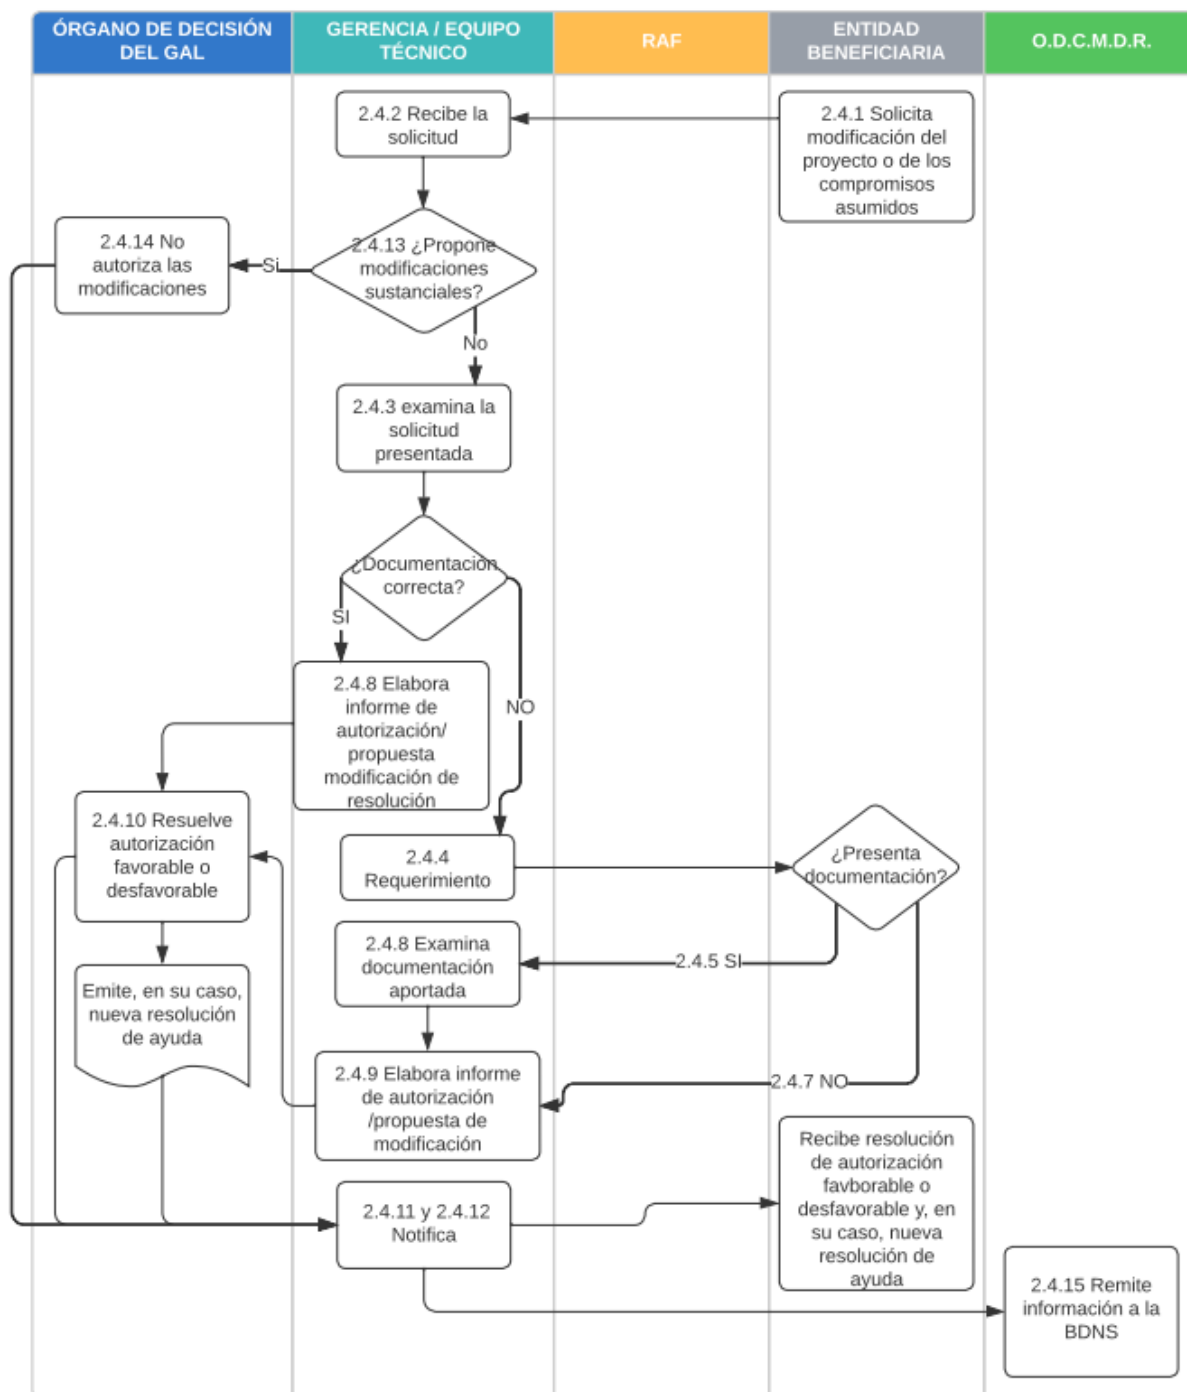 ÓRGANO DE DECISIÓN
DEL GAL
GERENCIA / EQUIPO
TÉCNICO
RAF
ENTIDAD
BENEFICIARIA
O.D.C.M.D.R.
2.4.2 Recibe la
solicitud
2.4.1 Solicita
modificación del
proyecto o de los
compromisos
asumidos
2.4.14 No
autoriza las
modificaciones
Si
2.4.13 ¿Propone
modificaciones
sustanciales?
No
2.4.3 examina la
solicitud
presentada
¿Documentación
correcta?
SI
NO
2.4.8 Elabora
informe de
autorización/
propuesta
modificación de
resolución
2.4.10 Resuelve
autorización
favorable o
desfavorable
2.4.4
Requerimiento
¿Presenta
documentación?
2.4.8 Examina
documentación
aportada
2.4.5 SI
Emite, en su caso,
nueva resolución
de ayuda
2.4.9 Elabora informe
de autorización
/propuesta de
modificación
2.4.7 NO
Recibe resolución
de autorización
favborable o
desfavorable y, en
su caso, nueva
resolución de
ayuda
2.4.11 y 2.4.12
Notifica
2.4.15 Remite
información a la
BDNS